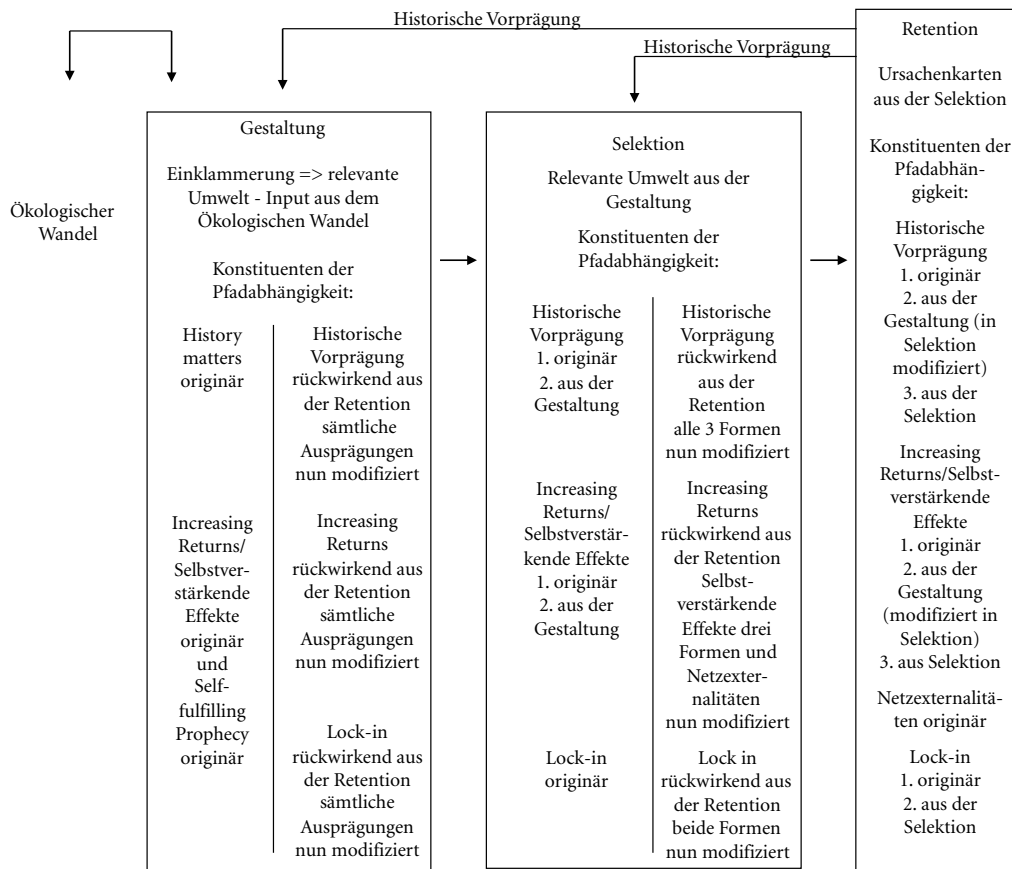 Historische Vorprägung
Historische Vorprägung
Ökologischer
Wandel
Gestaltung
Einklammerung => relevante
Umwelt - Input aus dem
Ökologischen Wandel
Konstituenten der
Pfadabhängigkeit:
History
matters
originär
Increasing
Returns/
Selbstver-
stärkende
Effekte
originär
und
Self-
fulfilling
Prophecy
originär
Historische
Vorprägung
rückwirkend aus
der Retention
sämtliche
Ausprägungen
nun modifiziert
Increasing
Returns
rückwirkend aus
der Retention
sämtliche
Ausprägungen
nun modifiziert
Lock-in
rückwirkend aus
der Retention
sämtliche
Ausprägungen
nun modifiziert
Selektion
Relevante Umwelt aus der
Gestaltung
Konstituenten der
Pfadabhängigkeit:
Historische
Vorprägung
1. originär
2. aus der
Gestaltung
Increasing
Returns/
Selbstverstär-
kende Effekte
1. originär
2. aus der
Gestaltung
Lock-in
originär
Historische
Vorprägung
rückwirkend
aus der
Retention
alle 3 Formen
nun modifiziert
Increasing
Returns
rückwirkend aus
der Retention
Selbst-
verstärkende
Effekte drei
Formen und
Netzexter-
nalitäten
nun modifiziert
Lock in
rückwirkend aus
der Retention
beide Formen
nun modifiziert
Retention
Ursachenkarten
aus der Selektion
Konstituenten der
Pfadabhän-
gigkeit:
Historische
Vorprägung
1. originär
2. aus der
Gestaltung (in
Selektion
modifiziert)
3. aus der
Selektion
Increasing
Returns/Selbst-
verstärkende
Effekte
1. originär
2. aus der
Gestaltung
(modifiziert in
Selektion)
3. aus Selektion
Netzexternalitä-
ten originär
Lock-in
1. originär
2. aus der
Selektion